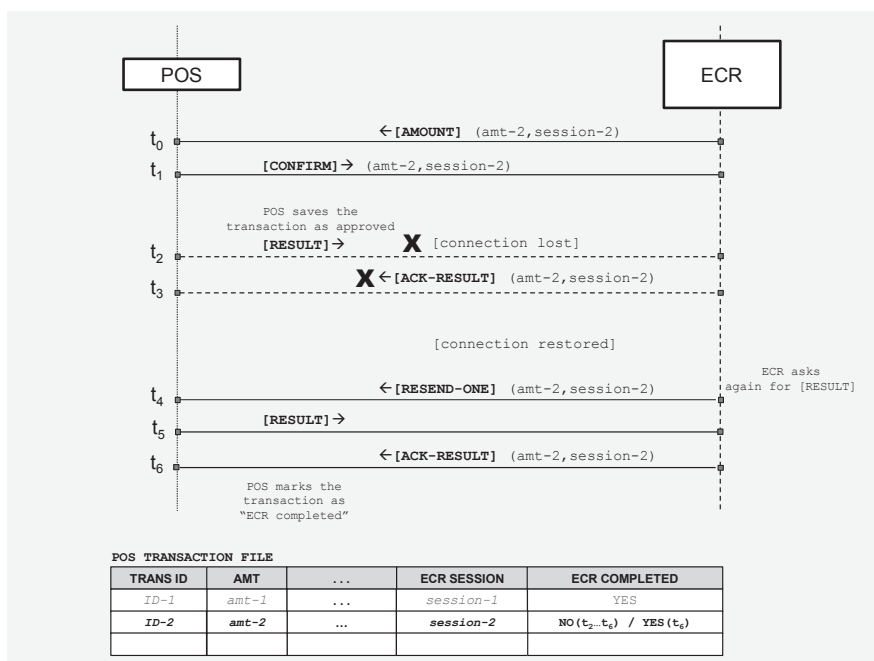 POS
ECR
t0 ←[AMOUNT] (amt-2,session-2)
t1 [CONFIRM]→ (amt-2,session-2)
POS saves the
transaction as approved
t2 [RESULT]→ X [connection lost]
t3 X ←[ACK-RESULT] (amt-2,session-2)
[connection restored]
ECR asks
again for [RESULT]
t4 ←[RESEND-ONE] (amt-2,session-2)
t5 [RESULT]→
t6 ←[ACK-RESULT] (amt-2,session-2)
POS marks the
transaction as
“ECR completed”
POS TRANSACTION FILE
TRANS ID AMT ... ECR SESSION ECR COMPLETED
ID-1 amt-1 ... session-1 YES
ID-2 amt-2 ... session-2 NO(t2…t6) / YES(t6)